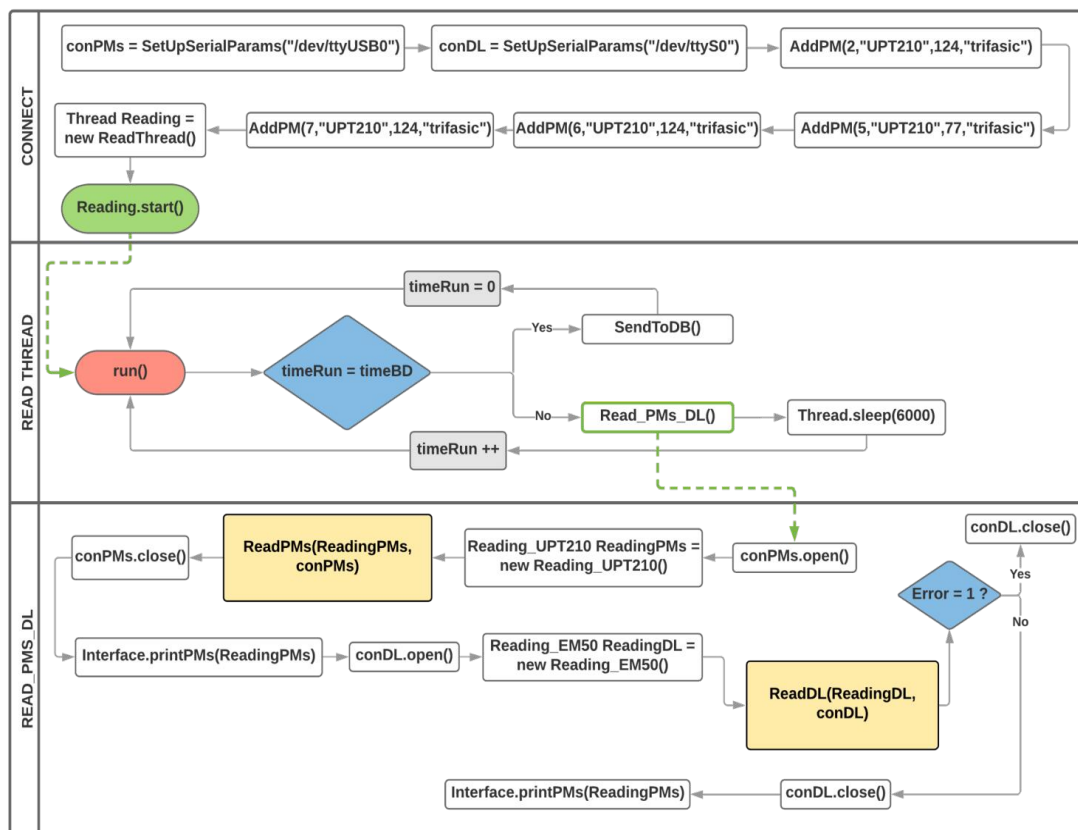 CONNECT
conPMs = SetUpSerialParams("/dev/ttyUSB0")
conDL = SetUpSerialParams("/dev/ttyS0")
AddPM(2,"UPT210",124,"trifasic")
AddPM(5,"UPT210",77,"trifasic")
AddPM(6,"UPT210",124,"trifasic")
AddPM(7,"UPT210",124,"trifasic")
Thread Reading =
new ReadThread()
Reading.start()
READ THREAD
run()
timeRun = timeBD
Yes
SendToDB()
timeRun = 0
No
Read_PMs_DL()
Thread.sleep(6000)
timeRun ++
READ_PMS_DL
conPMs.open()
Reading_UPT210 ReadingPMs =
new Reading_UPT210()
ReadPMs(ReadingPMs,
conPMs)
conPMs.close()
Interface.printPMs(ReadingPMs)
conDL.open()
Reading_EM50 ReadingDL =
new Reading_EM50()
ReadDL(ReadingDL,
conDL)
Error = 1 ?
Yes
conDL.close()
No
conDL.close()
Interface.printPMs(ReadingPMs)